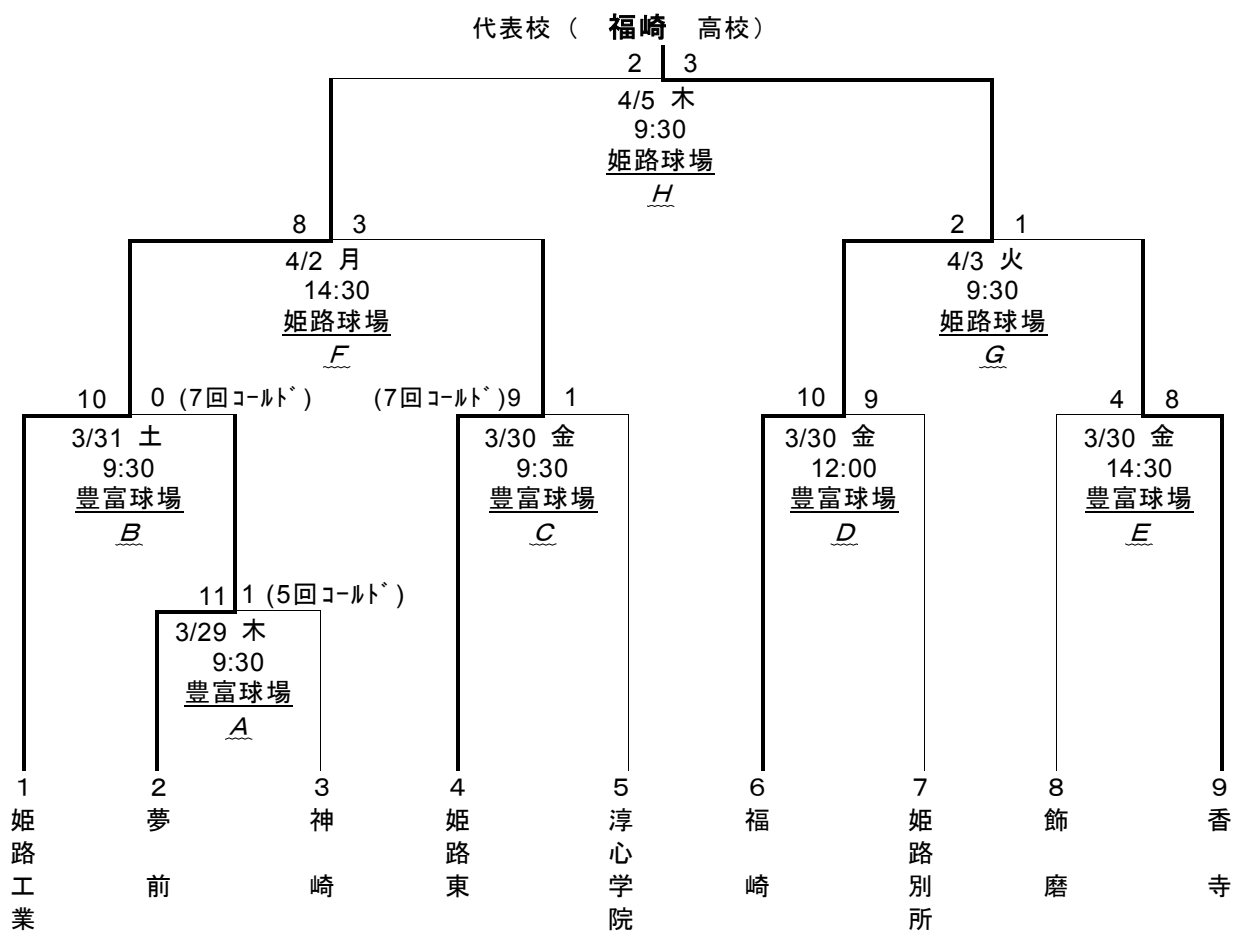 代表校（ 福崎 高校）
2 3
4/5 木
9:30
姫路球場
H
8 3
4/2 月
14:30
姫路球場
F
2 1
4/3 火
9:30
姫路球場
G
10 0 (7回ｺｰﾙﾄﾞ)
3/31 土
9:30
豊富球場
B
(7回ｺｰﾙﾄﾞ)9 1
3/30 金
9:30
豊富球場
C
10 9
3/30 金
12:00
豊富球場
D
4 8
3/30 金
14:30
豊富球場
E
11 1 (5回ｺｰﾙﾄﾞ)
3/29 木
9:30
豊富球場
A
1
姫路工業
2
夢前
3
神崎
4
姫路東
5
淳心学院
6
福崎
7
姫路別所
8
飾磨
9
香寺